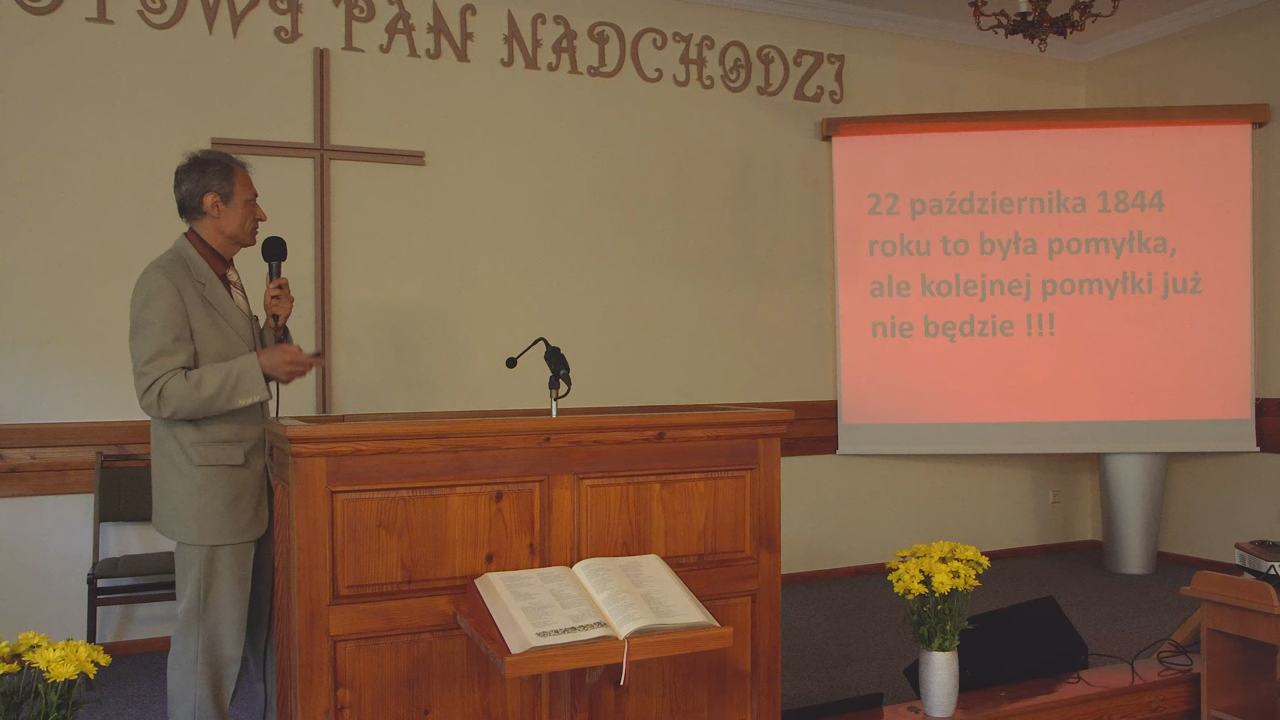 PAN NADCHODZI
22 października 1844
roku to była pomyłka,
ale kolejnej pomyłki już
nie będzie !!!